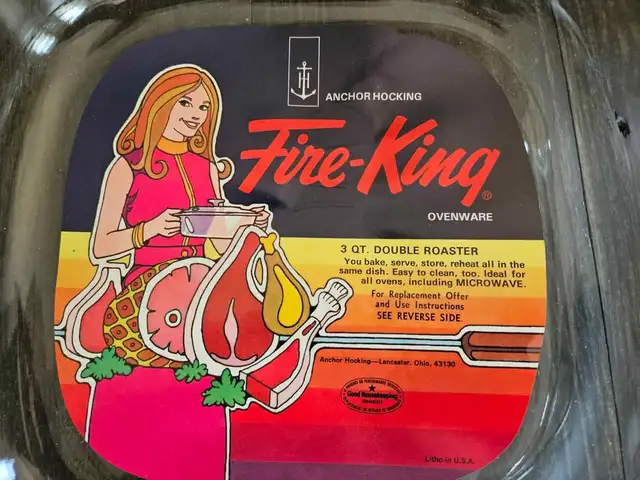 ANCHOR HOCKING
Fire-King®
OVENWARE
3 QT. DOUBLE ROASTER
You bake, serve, store, reheat all in the
same dish. Easy to clean, too. Ideal for
all ovens, including MICROWAVE.
For Replacement Offer
and Use Instructions
SEE REVERSE SIDE.
Anchor Hocking—Lancaster, Ohio, 43130
Good Housekeeping
Litho in U.S.A.